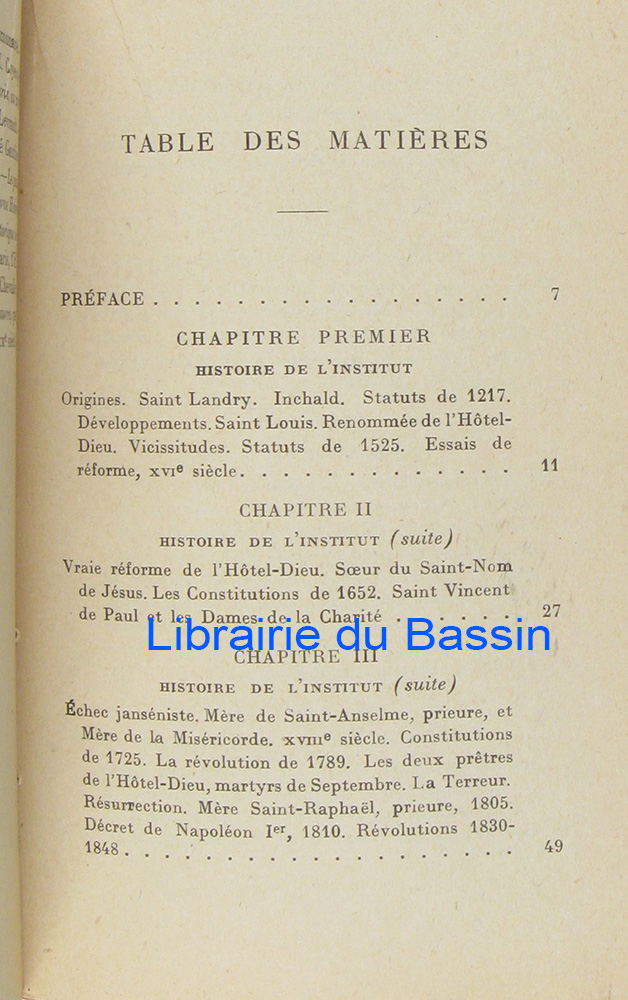 TABLE DES MATIÈRES
PRÉFACE . . . . . . . . . . . . . . . . . . 7
CHAPITRE PREMIER
HISTOIRE DE L'INSTITUT
Origines. Saint Landry. Inchald. Statuts de 1217.
Développements. Saint Louis. Renommée de l'Hôtel-
Dieu. Vicissitudes. Statuts de 1525. Essais de
réforme, XVIe siècle. . . . . . . . . . . . . . 11
CHAPITRE II
HISTOIRE DE L'INSTITUT (suite)
Vraie réforme de l'Hôtel-Dieu. Sœur du Saint-Nom
de Jésus. Les Constitutions de 1652. Saint Vincent
de Paul et les Dames de la Charité . . . . . . 27
Librairie du Bassin
CHAPITRE III
HISTOIRE DE L'INSTITUT (suite)
Échec janséniste. Mère de Saint-Anselme, prieure, et
Mère de la Miséricorde. XVIIIe siècle. Constitutions
de 1725. La révolution de 1789. Les deux prêtres
de l'Hôtel-Dieu, martyrs de Septembre. La Terreur.
Résurrection. Mère Saint-Raphaël, prieure, 1805.
Décret de Napoléon Ier, 1810. Révolutions 1830-
1848 . . . . . . . . . . . . . . . . . . . 49